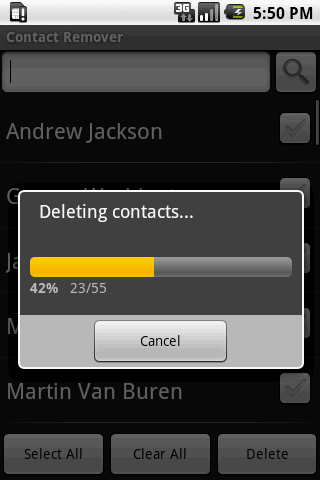 3G
5:50 PM
Contact Remover
Andrew Jackson
Deleting contacts...
42% 23/55
Cancel
Martin Van Buren
Select All
Clear All
Delete